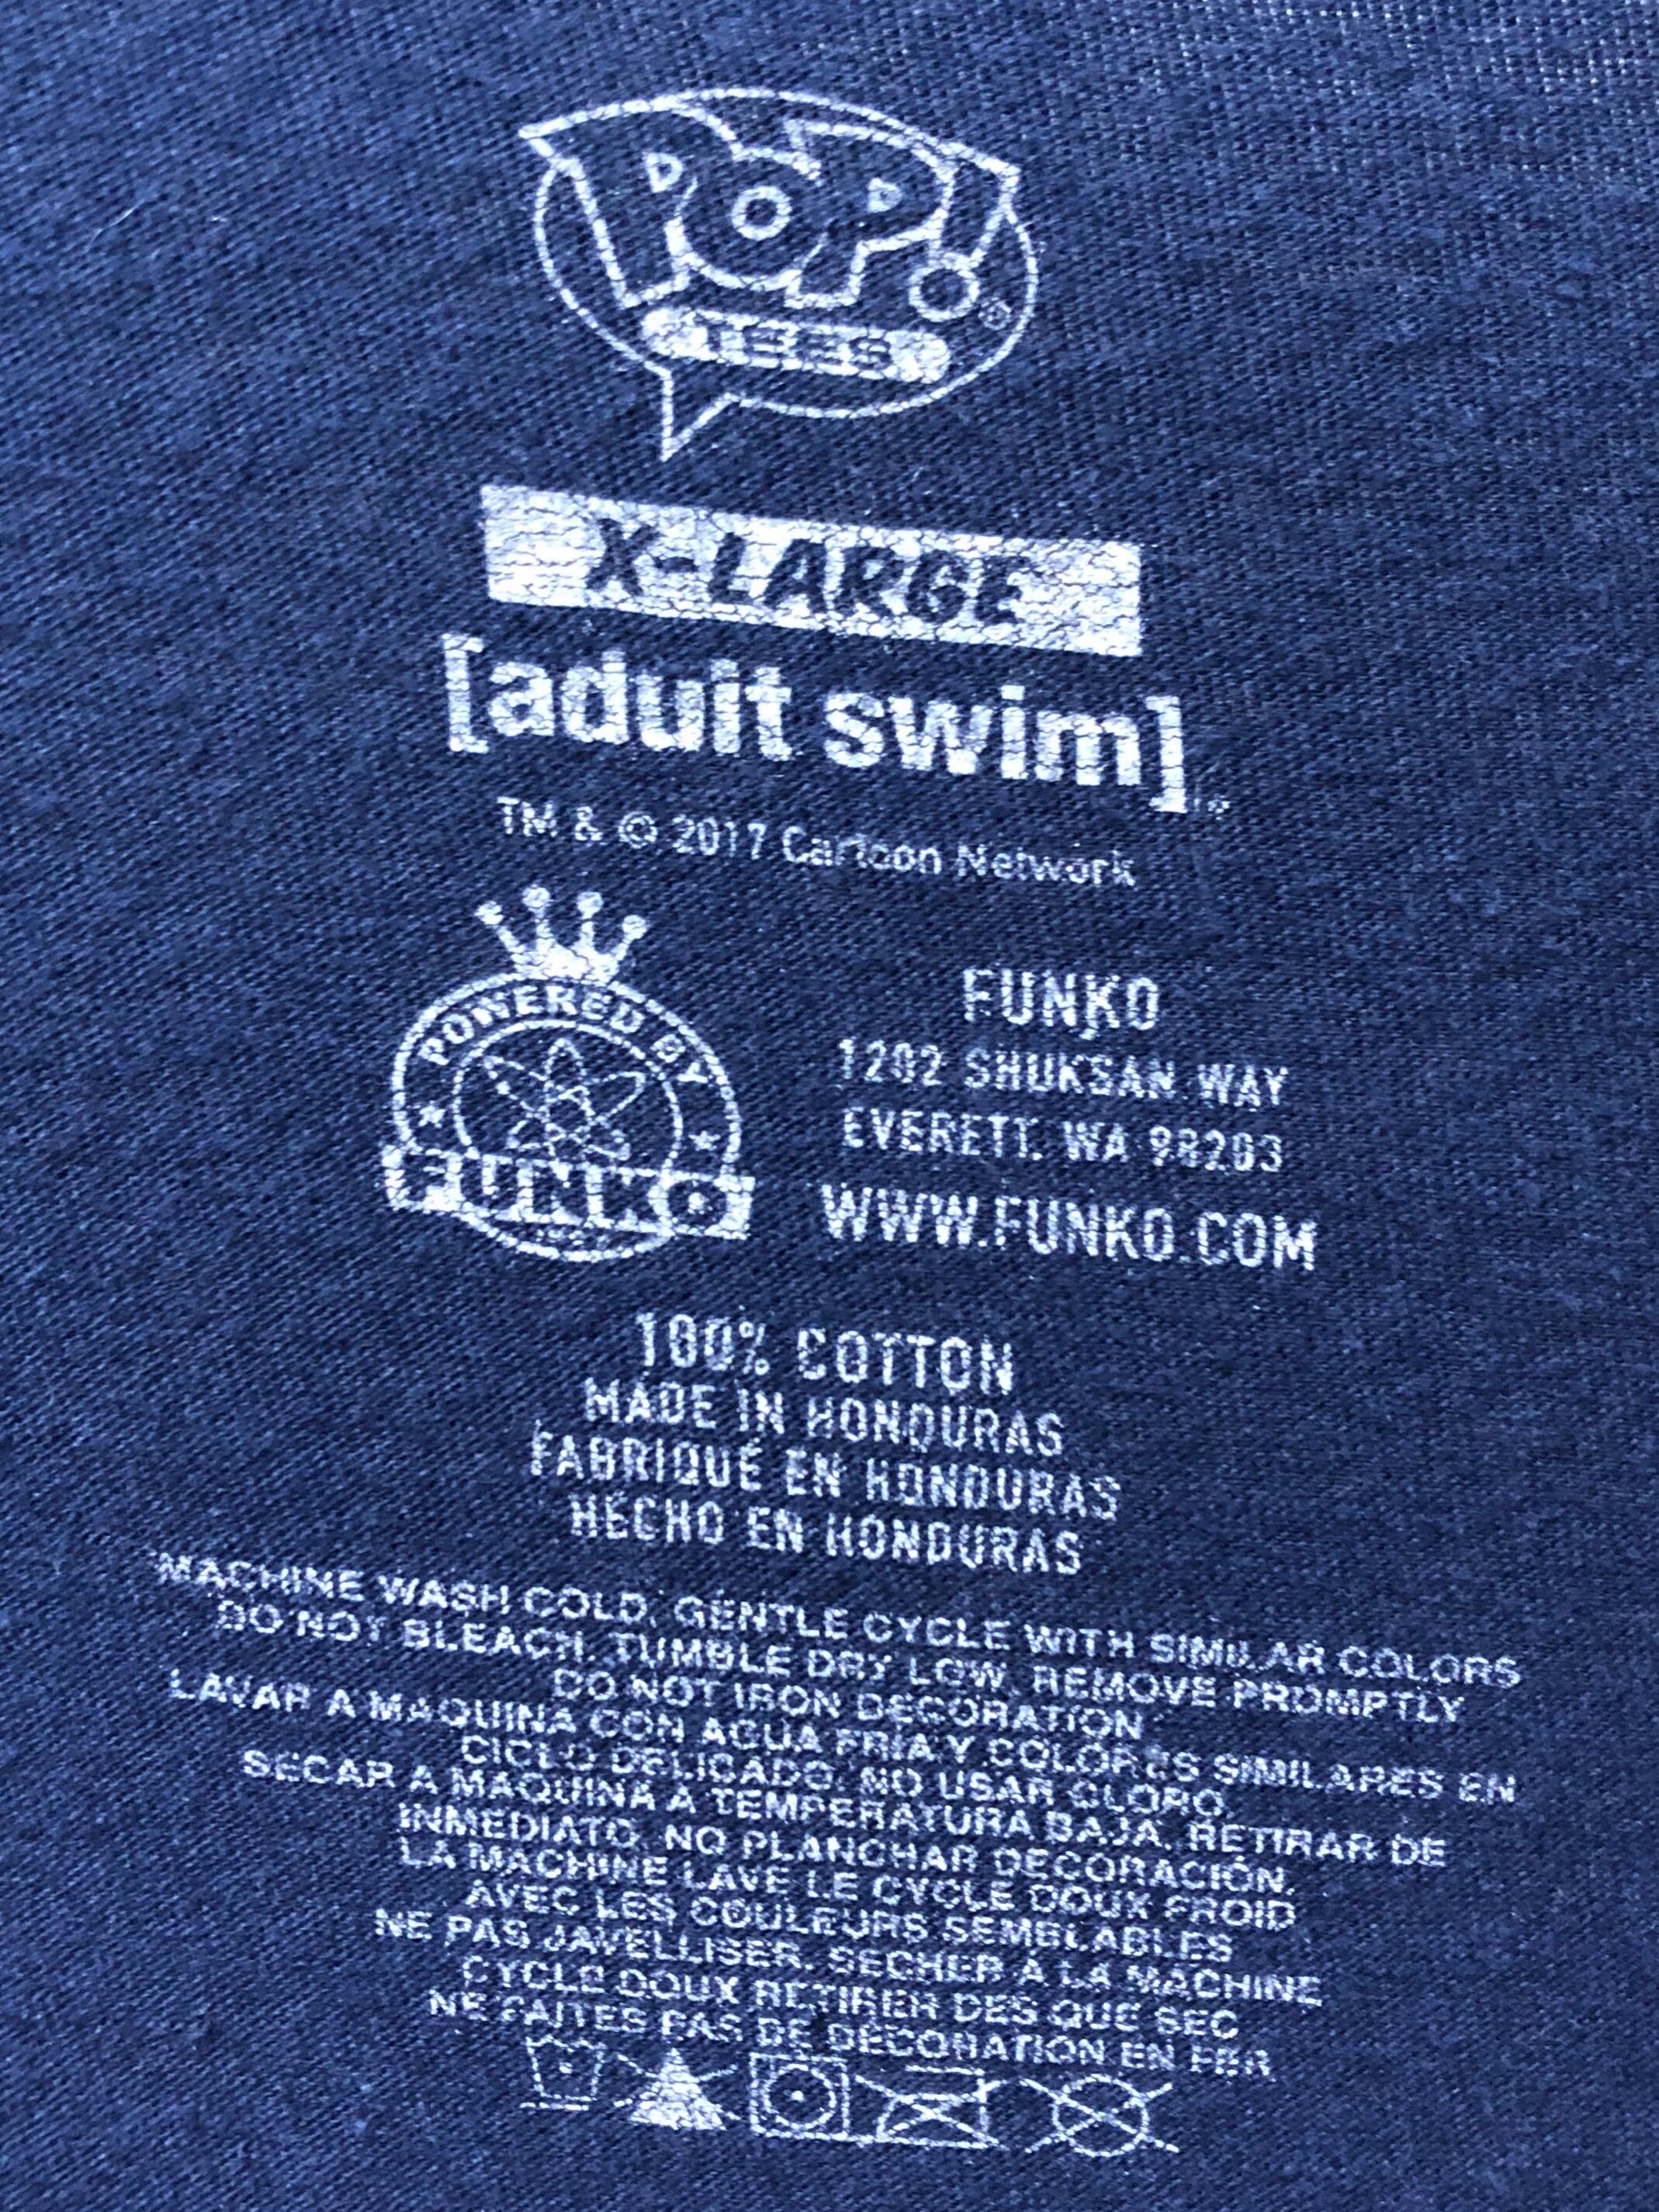 POP!
®
TEES
X-LARGE
[adult swim]
TM & © 2017 Cartoon Network
POWERED BY
FUNKO
FUNKO
1202 SHUKSAN WAY
EVERETT, WA 98203
WWW.FUNKO.COM
100% COTTON
MADE IN HONDURAS
FABRIQUÉ EN HONDURAS
HECHO EN HONDURAS
MACHINE WASH COLD, GENTLE CYCLE WITH SIMILAR COLORS
DO NOT BLEACH. TUMBLE DRY LOW, REMOVE PROMPTLY
DO NOT IRON DECORATION
LAVAR A MAQUINA CON AGUA FRIA Y COLORES SIMILARES EN
CICLO DELICADO. NO USAR CLORO.
SECAR A MAQUINA A TEMPERATURA BAJA. RETIRAR DE
INMEDIATO. NO PLANCHAR DECORACIÓN.
LA MACHINE LAVE LE CYCLE DOUX FROID
AVEC LES COULEURS SEMBLABLES
NE PAS JAVELLISER. SECHER À LA MACHINE
CYCLE DOUX RETIRER DES QUE SEC
NE FAITES PAS DE DÉCORATION EN FER